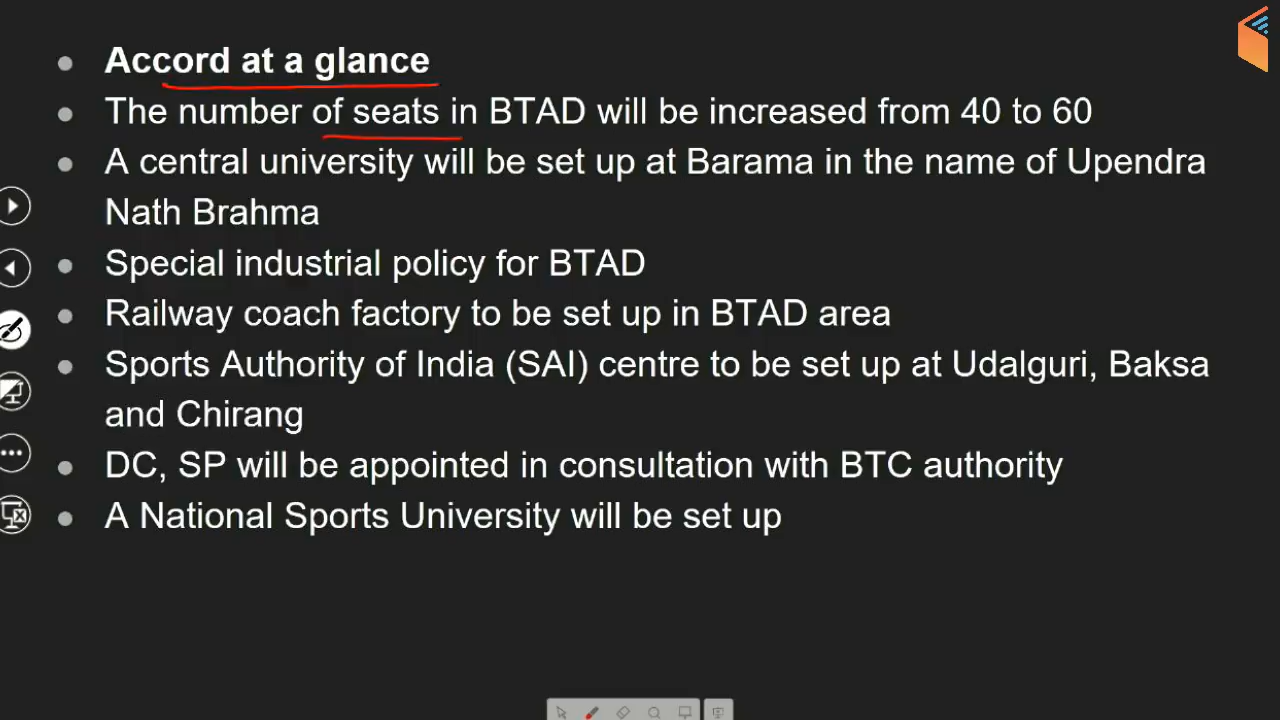 Accord at a glance
The number of seats in BTAD will be increased from 40 to 60
A central university will be set up at Barama in the name of Upendra
Nath Brahma
Special industrial policy for BTAD
Railway coach factory to be set up in BTAD area
Sports Authority of India (SAI) centre to be set up at Udalguri, Baksa
and Chirang
DC, SP will be appointed in consultation with BTC authority
A National Sports University will be set up